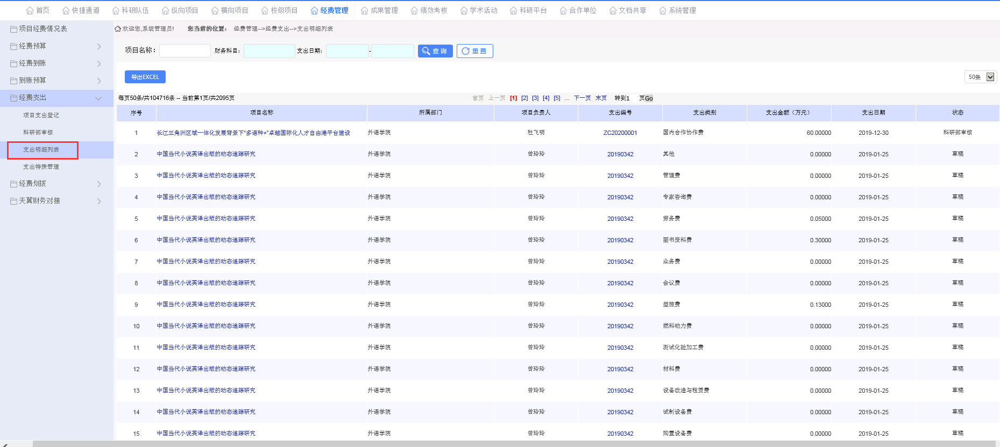 首页 快捷通道 科研队伍 纵向项目 横向项目 校级项目 经费管理 成果管理 绩效考核 学术活动 科研平台 合作单位 文档共享 系统管理
项目经费情况表
经费预算
经费到账
到账预算
经费支出
项目支出登记
科研部审核
支出明细列表
支出特殊管理
经费划拨
天翼财务对接
欢迎您,系统管理员! 您当前的位置: 经费管理-->经费支出-->支出明细列表
项目名称: 财务科目: 支出日期: - 查 询 重 置
导出EXCEL 50条
每页50条/共104716条 -- 当前第1页/共2095页 首页 上一页 [1] [2] [3] [4] [5] ... 下一页 末页 转到1 页Go
序号 项目名称 所属部门 项目负责人 支出编号 支出类别 支出金额（万元） 支出日期 状态
1 长江三角洲区域一体化发展背景下“多语种+”卓越国际化人才自由港平台建设 外语学院 杜飞明 ZC20200001 国内合作协作费 60.00000 2019-12-30 科研部审核
2 中国当代小说英译出版的动态追踪研究 外语学院 曾玲玲 20190342 其他 0.00000 2019-01-25 草稿
3 中国当代小说英译出版的动态追踪研究 外语学院 曾玲玲 20190342 管理费 0.00000 2019-01-25 草稿
4 中国当代小说英译出版的动态追踪研究 外语学院 曾玲玲 20190342 专家咨询费 0.00000 2019-01-25 草稿
5 中国当代小说英译出版的动态追踪研究 外语学院 曾玲玲 20190342 劳务费 0.05000 2019-01-25 草稿
6 中国当代小说英译出版的动态追踪研究 外语学院 曾玲玲 20190342 图书资料费 0.30000 2019-01-25 草稿
7 中国当代小说英译出版的动态追踪研究 外语学院 曾玲玲 20190342 业务费 0.00000 2019-01-25 草稿
8 中国当代小说英译出版的动态追踪研究 外语学院 曾玲玲 20190342 会议费 0.00000 2019-01-25 草稿
9 中国当代小说英译出版的动态追踪研究 外语学院 曾玲玲 20190342 差旅费 0.13000 2019-01-25 草稿
10 中国当代小说英译出版的动态追踪研究 外语学院 曾玲玲 20190342 燃料动力费 0.00000 2019-01-25 草稿
11 中国当代小说英译出版的动态追踪研究 外语学院 曾玲玲 20190342 测试化验加工费 0.00000 2019-01-25 草稿
12 中国当代小说英译出版的动态追踪研究 外语学院 曾玲玲 20190342 材料费 0.00000 2019-01-25 草稿
13 中国当代小说英译出版的动态追踪研究 外语学院 曾玲玲 20190342 设备改造与租赁费 0.00000 2019-01-25 草稿
14 中国当代小说英译出版的动态追踪研究 外语学院 曾玲玲 20190342 试制设备费 0.00000 2019-01-25 草稿
15 中国当代小说英译出版的动态追踪研究 外语学院 曾玲玲 20190342 购置设备费 0.00000 2019-01-25 草稿